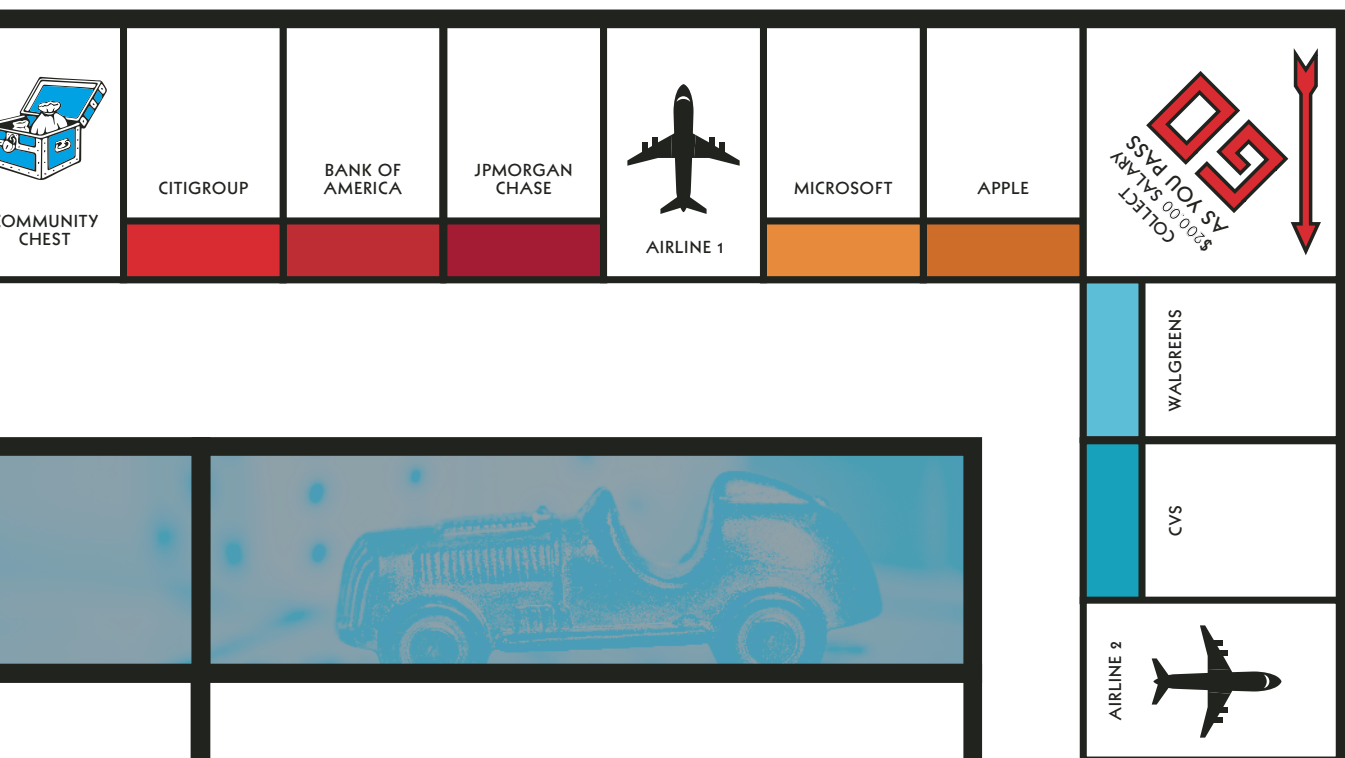 OMMUNITY
CHEST
CITIGROUP
BANK OF
AMERICA
JPMORGAN
CHASE
AIRLINE 1
MICROSOFT
APPLE
GO
COLLECT
$200.00 SALARY
AS YOU PASS
WALGREENS
CVS
AIRLINE 2